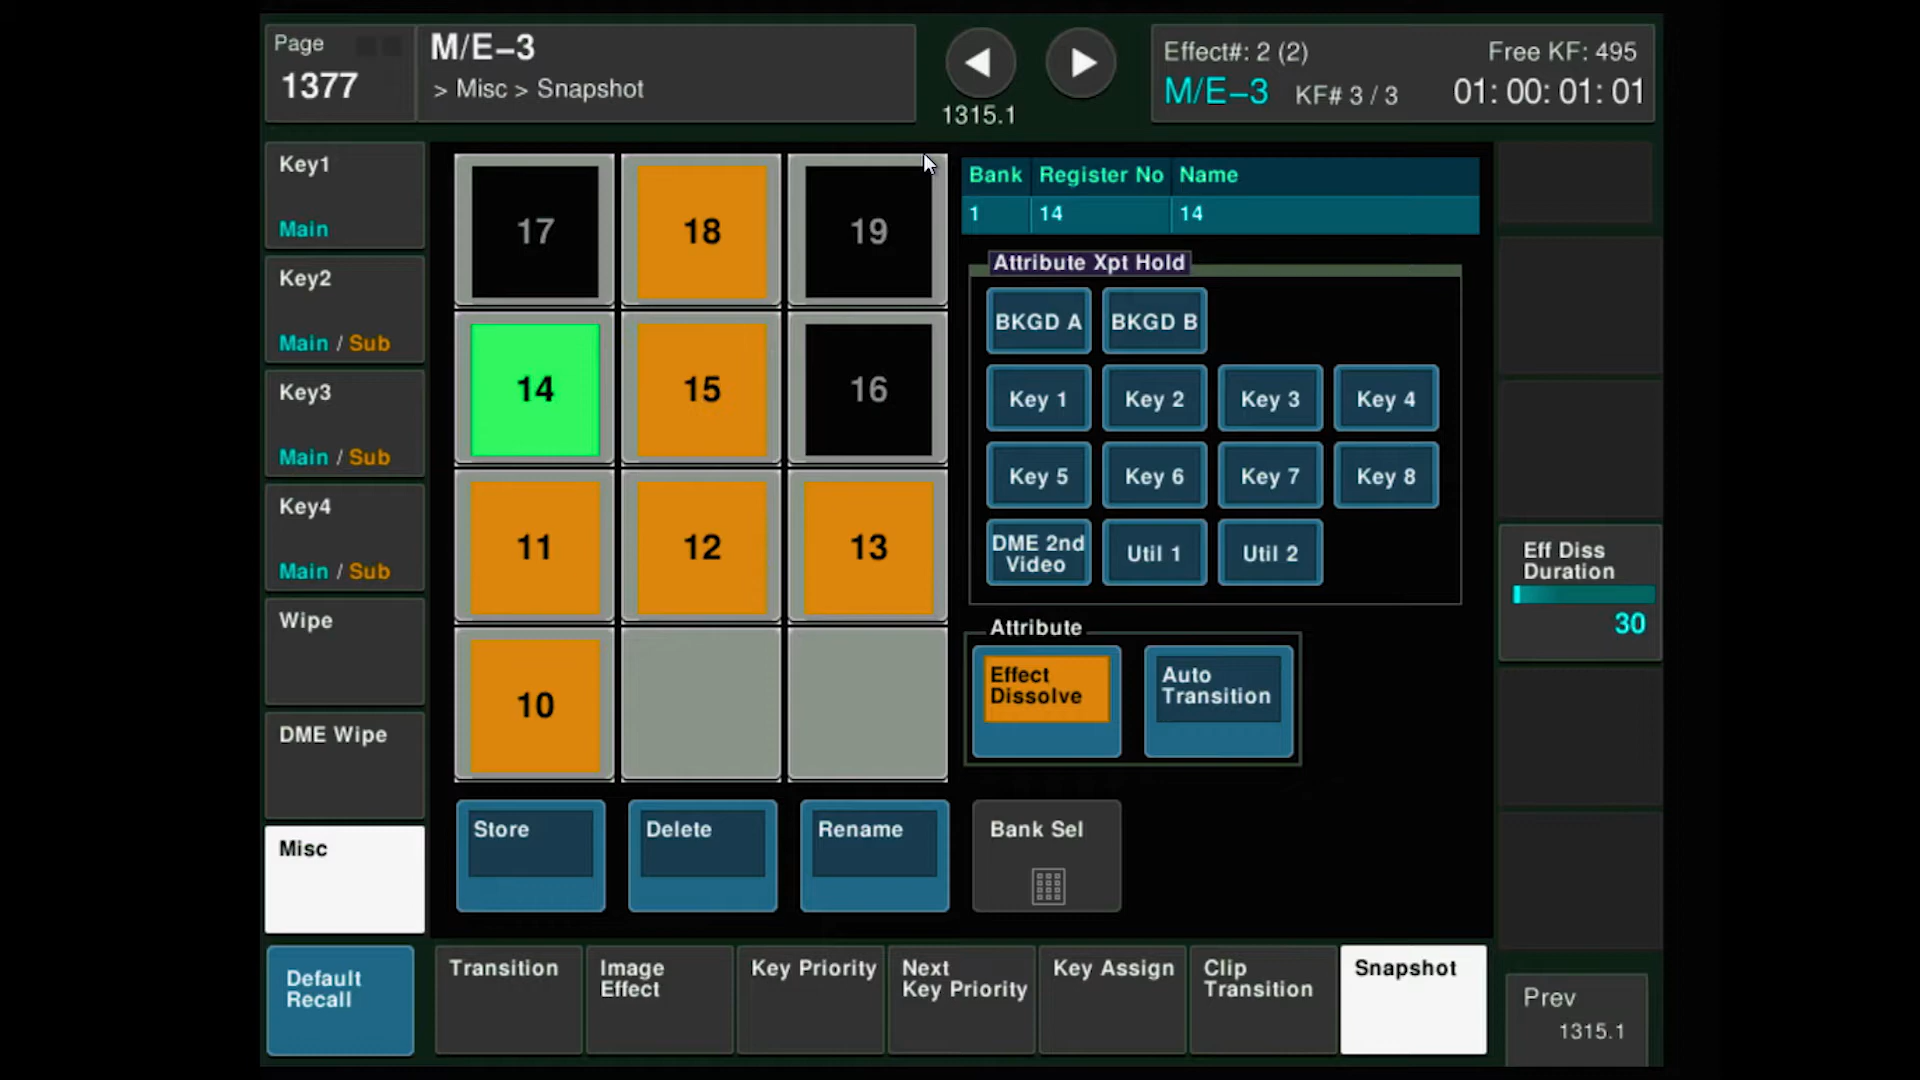 Page
1377
M/E-3
> Misc > Snapshot
1315.1
Effect#: 2 (2)
Free KF: 495
M/E-3
KF# 3 / 3
01: 00: 01: 01
Key1
Main
Key2
Main / Sub
Key3
Main / Sub
Key4
Main / Sub
Wipe
DME Wipe
Misc
17
18
19
14
15
16
11
12
13
10
Bank
Register No
Name
1
14
14
Attribute Xpt Hold
BKGD A
BKGD B
Key 1
Key 2
Key 3
Key 4
Key 5
Key 6
Key 7
Key 8
DME 2nd
Video
Util 1
Util 2
Attribute
Effect
Dissolve
Auto
Transition
Eff Diss
Duration
30
Store
Delete
Rename
Bank Sel
Default
Recall
Transition
Image
Effect
Key Priority
Next
Key Priority
Key Assign
Clip
Transition
Snapshot
Prev
1315.1